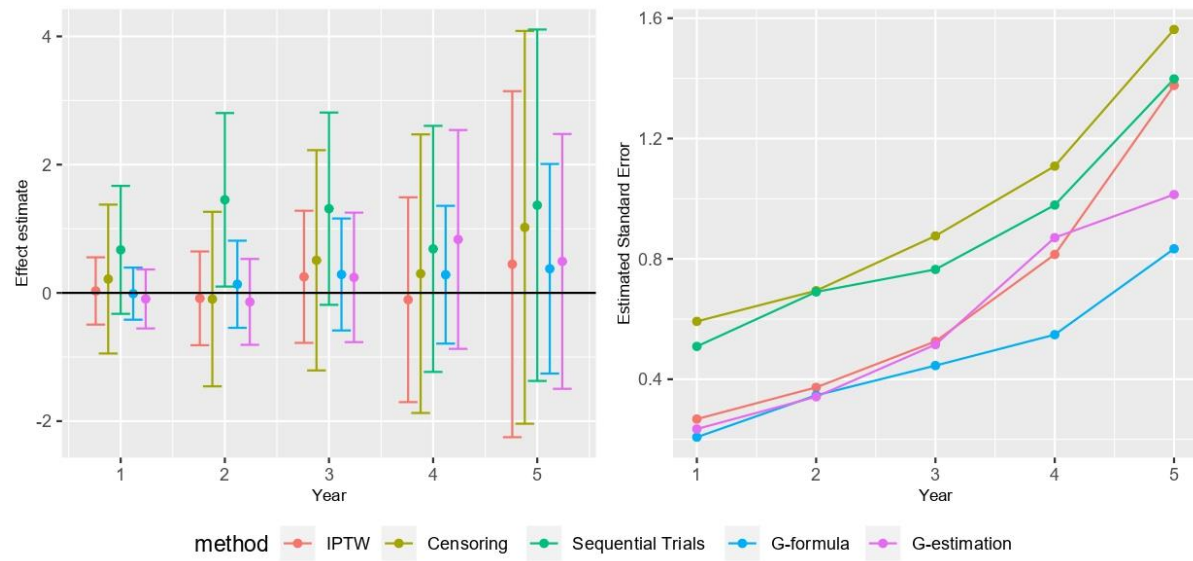 4
2
0
-2
Effect estimate
1 2 3 4 5
Year
1.6
1.2
0.8
0.4
Estimated Standard Error
1 2 3 4 5
Year
method IPTW Censoring Sequential Trials G-formula G-estimation